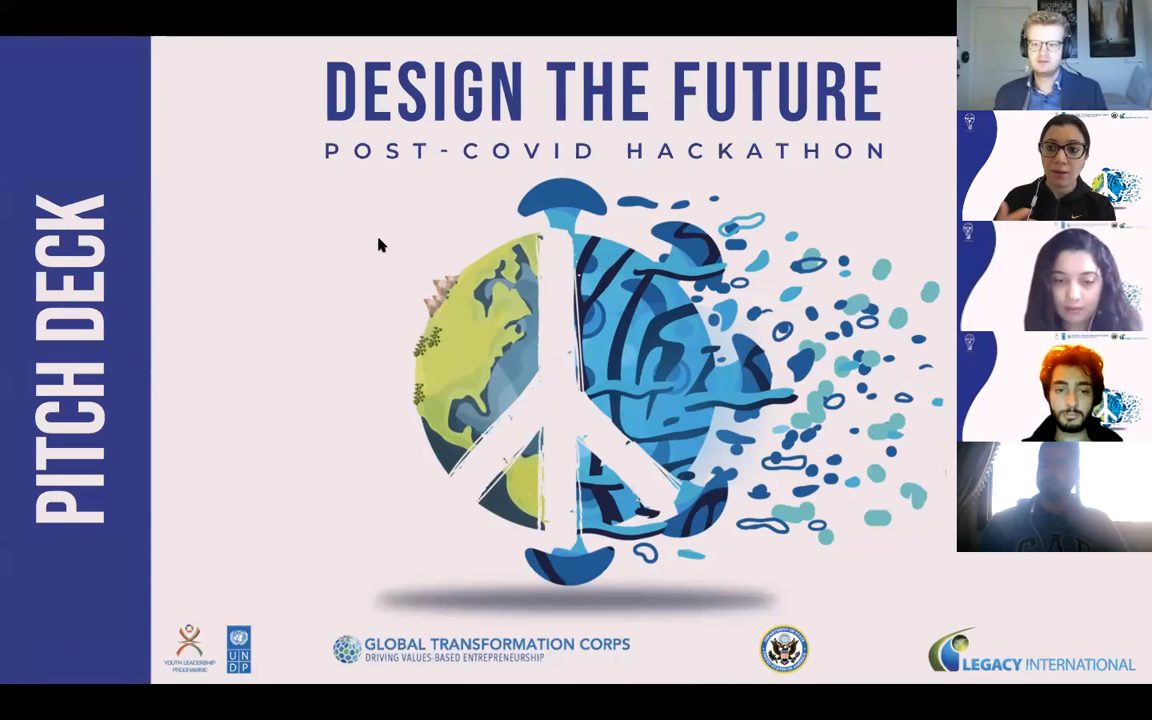 PITCH DECK
DESIGN THE FUTURE
POST-COVID HACKATHON
YOUTH LEADERSHIP
PROGRAMME
UN
DP
GLOBAL TRANSFORMATION CORPS
DRIVING VALUES-BASED ENTREPRENEURSHIP
LEGACY INTERNATIONAL
GAP